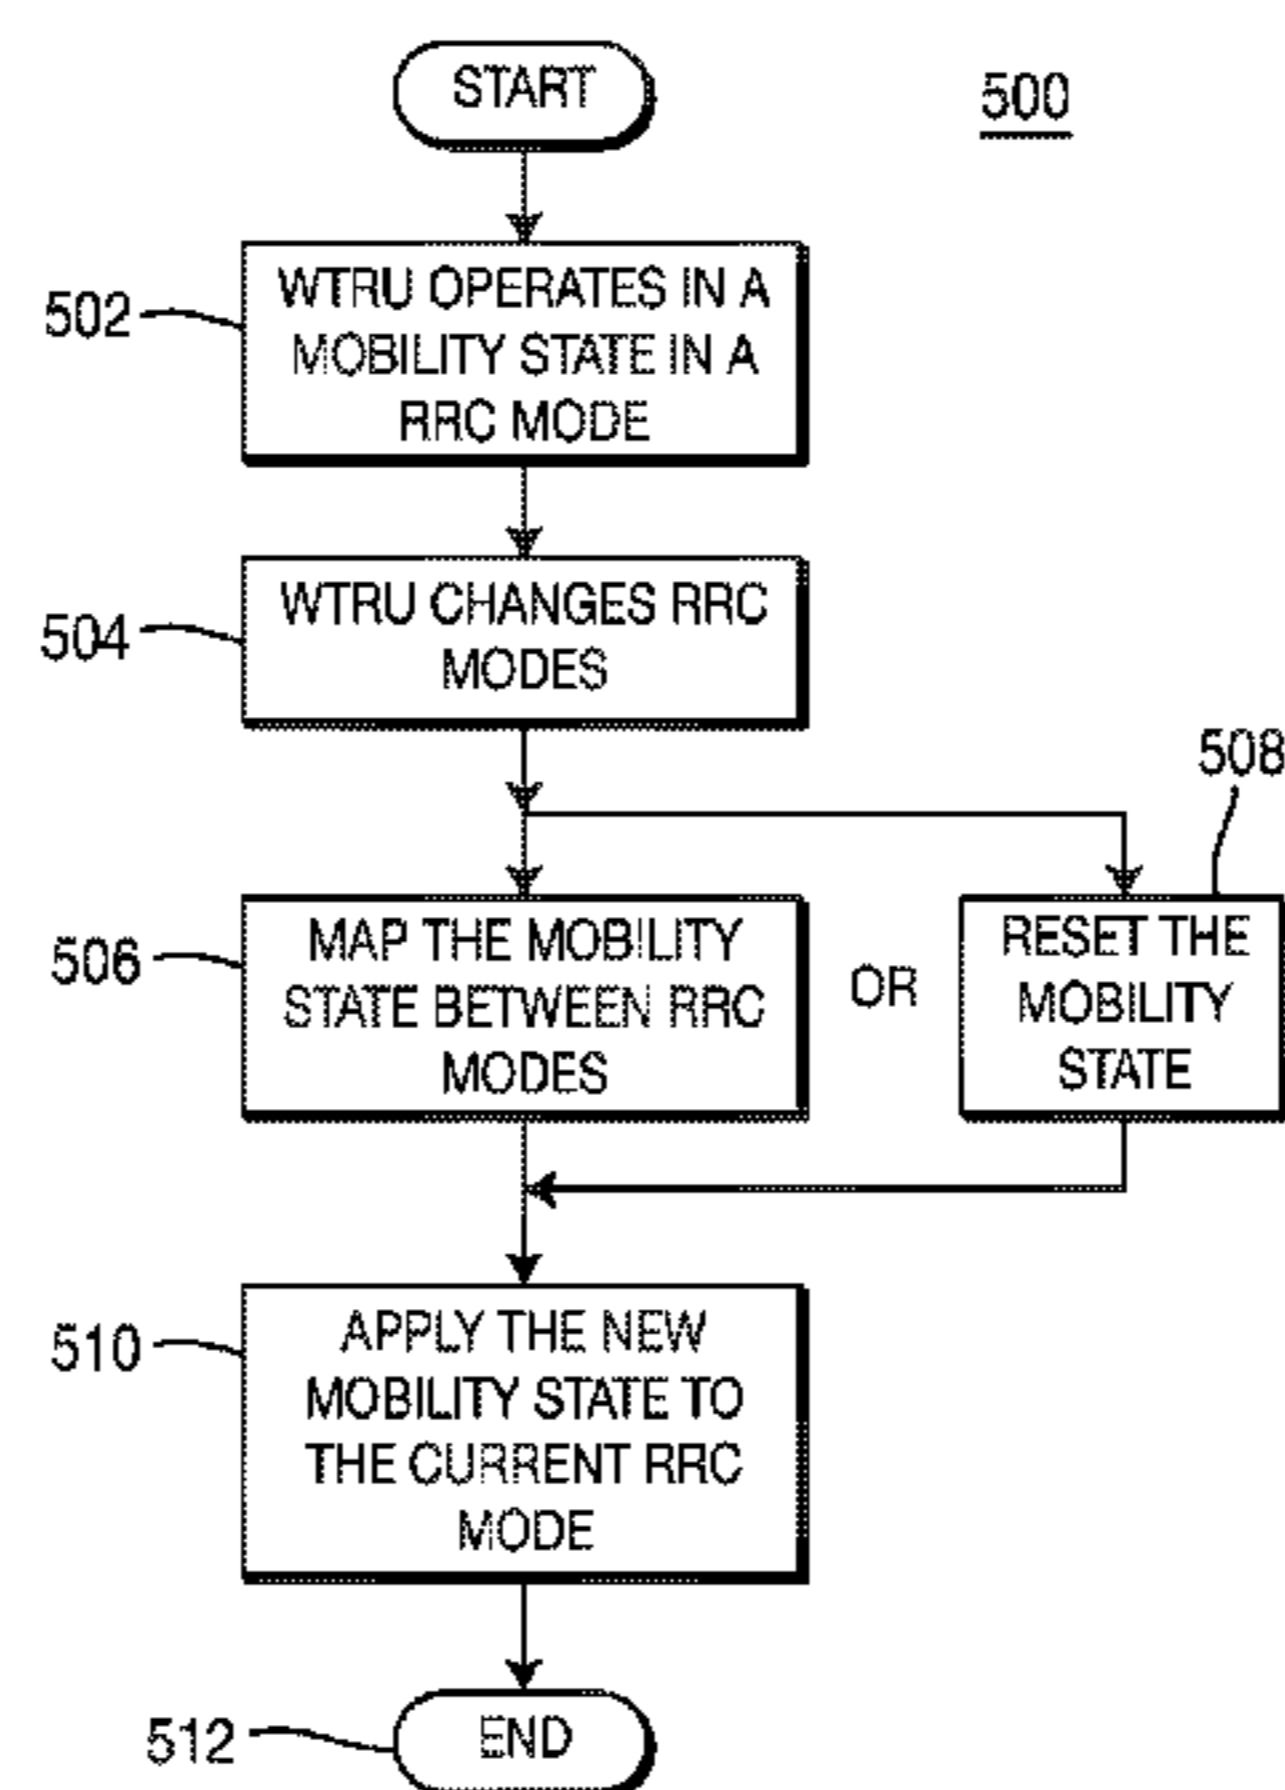 START
500
502
WTRU OPERATES IN A
MOBILITY STATE IN A
RRC MODE
504
WTRU CHANGES RRC
MODES
508
506
MAP THE MOBILITY
STATE BETWEEN RRC
MODES
OR
RESET THE
MOBILITY
STATE
510
APPLY THE NEW
MOBILITY STATE TO
THE CURRENT RRC
MODE
512
END